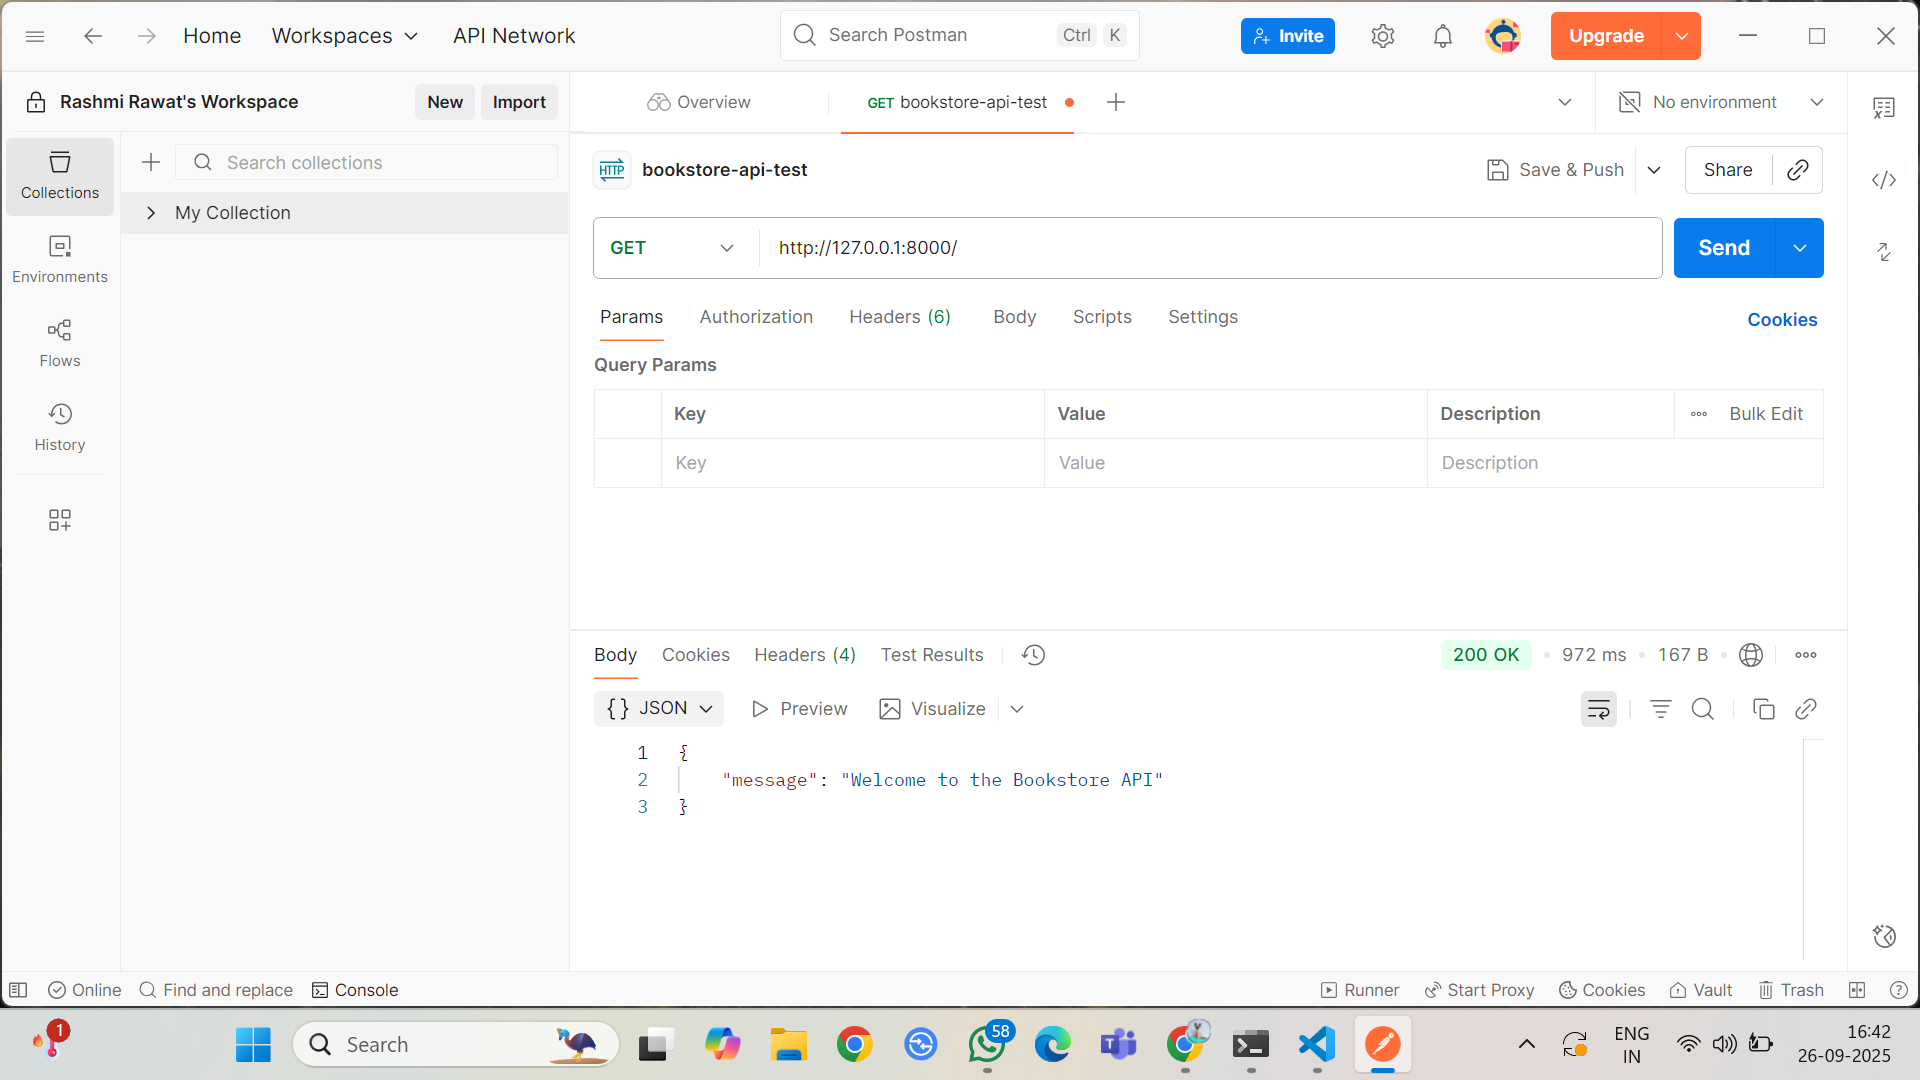 Home Workspaces API Network Search Postman Ctrl K Invite Upgrade
Rashmi Rawat's Workspace New Import Overview GET bookstore-api-test No environment
Collections
Environments
Flows
History
Search collections
My Collection
HTTP bookstore-api-test Save & Push Share
GET http://127.0.0.1:8000/ Send
Params Authorization Headers (6) Body Scripts Settings Cookies
Query Params
Key Value Description Bulk Edit
Key Value Description
Body Cookies Headers (4) Test Results 200 OK 972 ms 167 B
{} JSON Preview Visualize
1 {
2 "message": "Welcome to the Bookstore API"
3 }
Online Find and replace Console Runner Start Proxy Cookies Vault Trash
1 Search 58 ENG 16:42
IN 26-09-2025